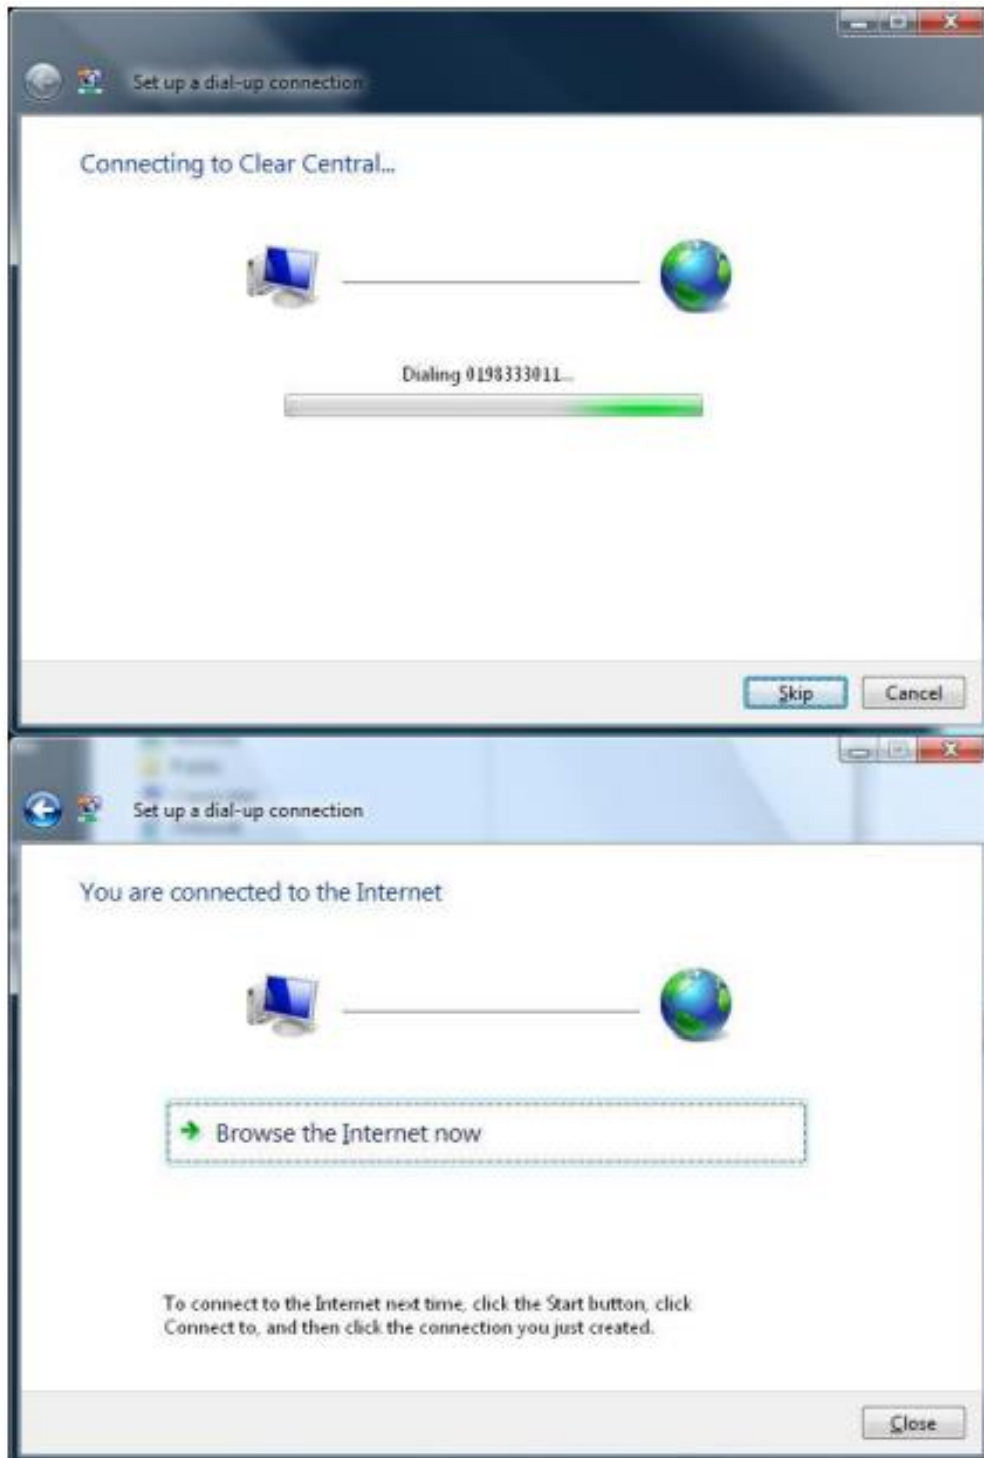 Set up a dial-up connection
Connecting to Clear Central...
Dialing 0198333011...
Skip
Cancel
Set up a dial-up connection
You are connected to the Internet
Browse the Internet now
To connect to the Internet next time, click the Start button, click
Connect to, and then click the connection you just created.
Close